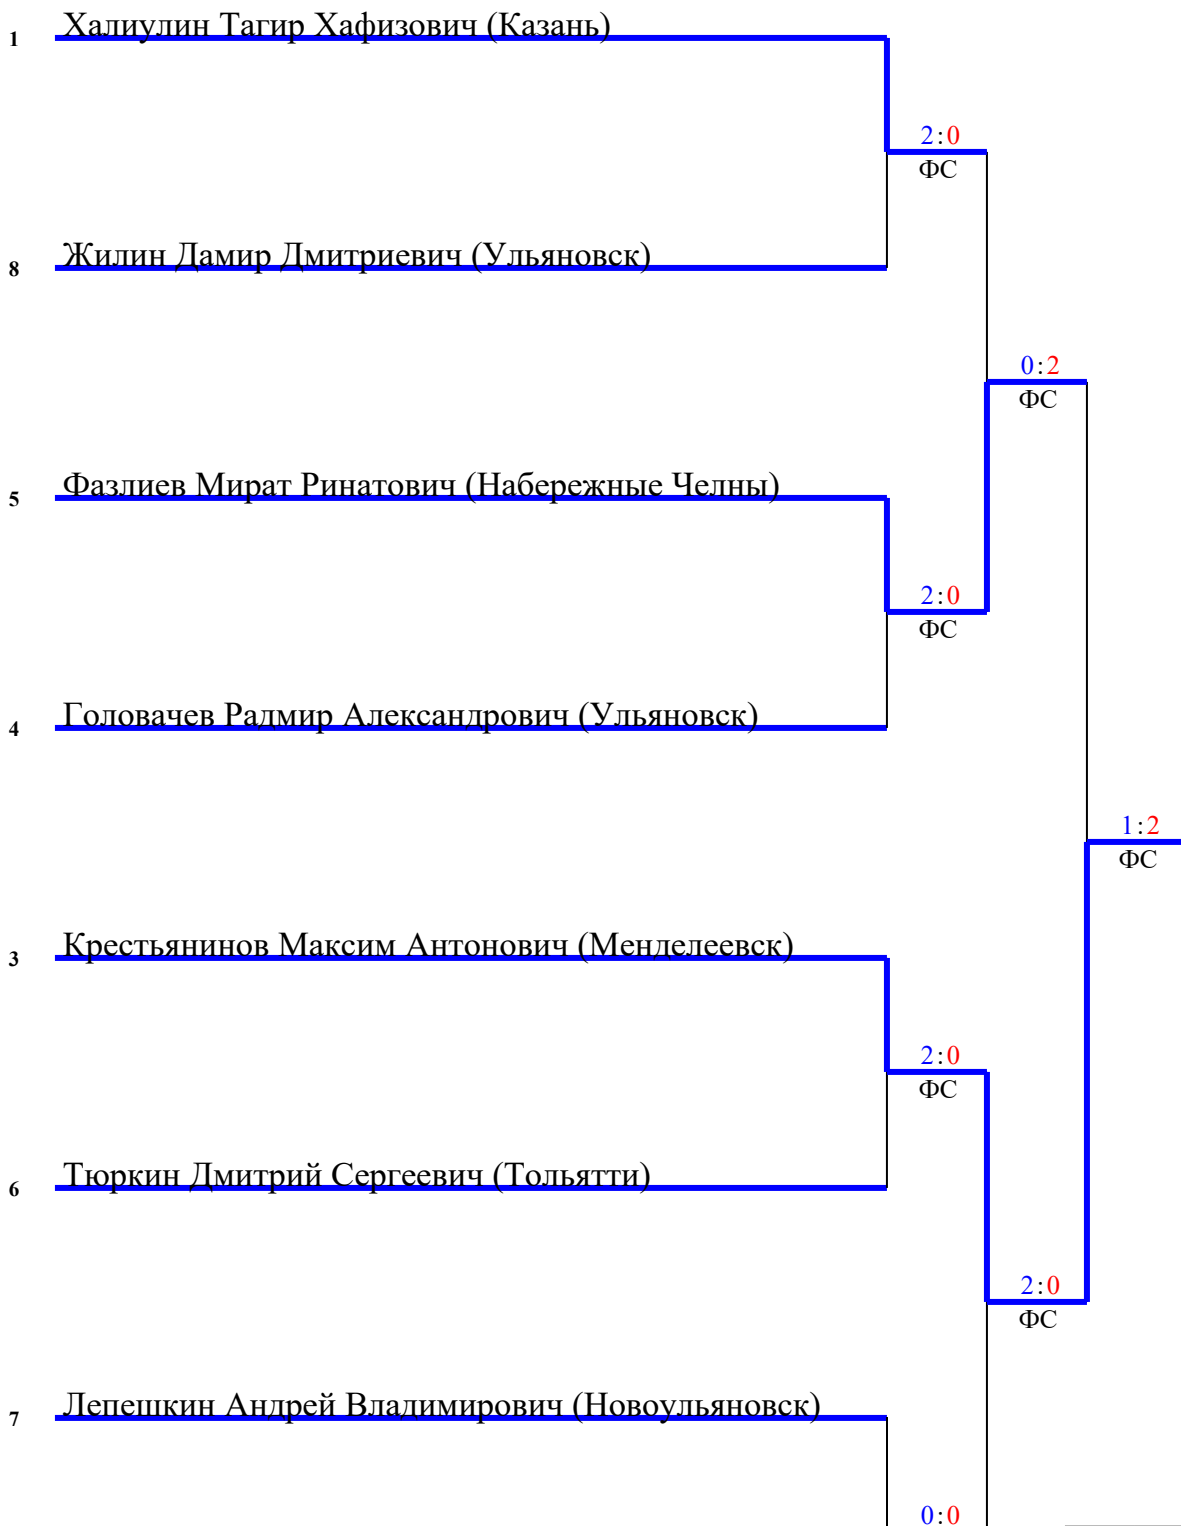 1 Халиулин Тагир Хафизович (Казань)
2:0
ФС
8 Жилин Дамир Дмитриевич (Ульяновск)
0:2
ФС
5 Фазлиев Мират Ринатович (Набережные Челны)
2:0
ФС
4 Головачев Радмир Александрович (Ульяновск)
1:2
ФС
3 Крестьянинов Максим Антонович (Менделеевск)
2:0
ФС
6 Тюркин Дмитрий Сергеевич (Тольятти)
2:0
ФС
7 Лепешкин Андрей Владимирович (Новоульяновск)
0:0